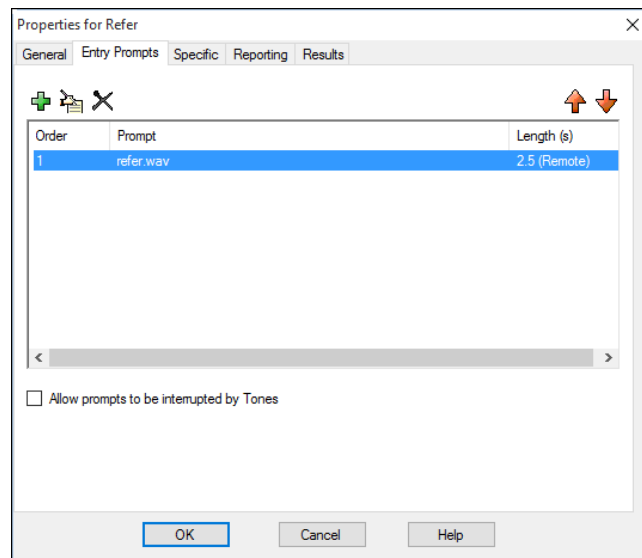 Properties for Refer
General Entry Prompts Specific Reporting Results
Order Prompt Length (s)
1 refer.wav 2.5 (Remote)
Allow prompts to be interrupted by Tones
OK Cancel Help